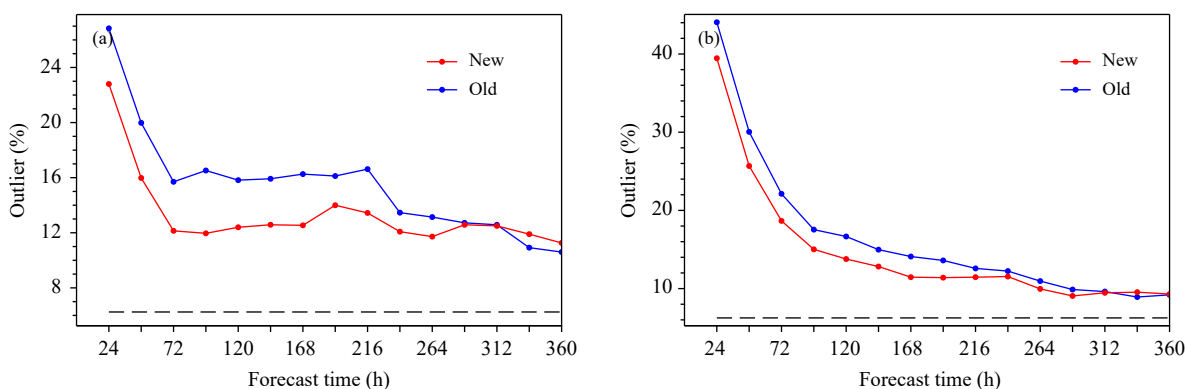 (a)
New
Old
24
20
16
12
8
Outlier (%)
24 72 120 168 216 264 312 360
Forecast time (h)
(b)
New
Old
40
30
20
10
Outlier (%)
24 72 120 168 216 264 312 360
Forecast time (h)